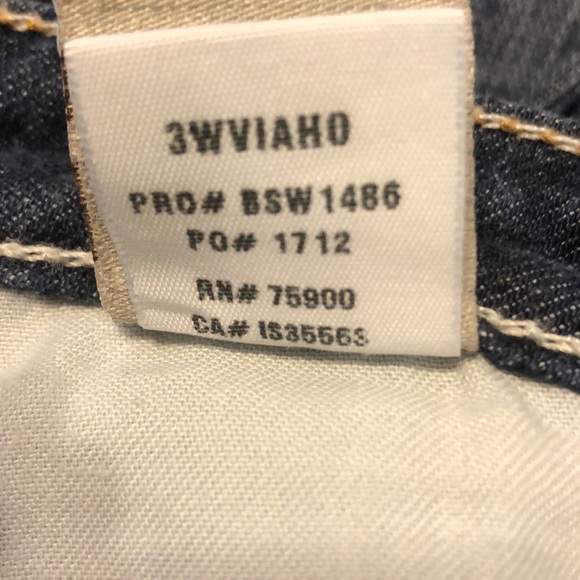 3WVIAHO
PRO# BSW1486
PO# 1712
RN# 75900
CA# IS35563